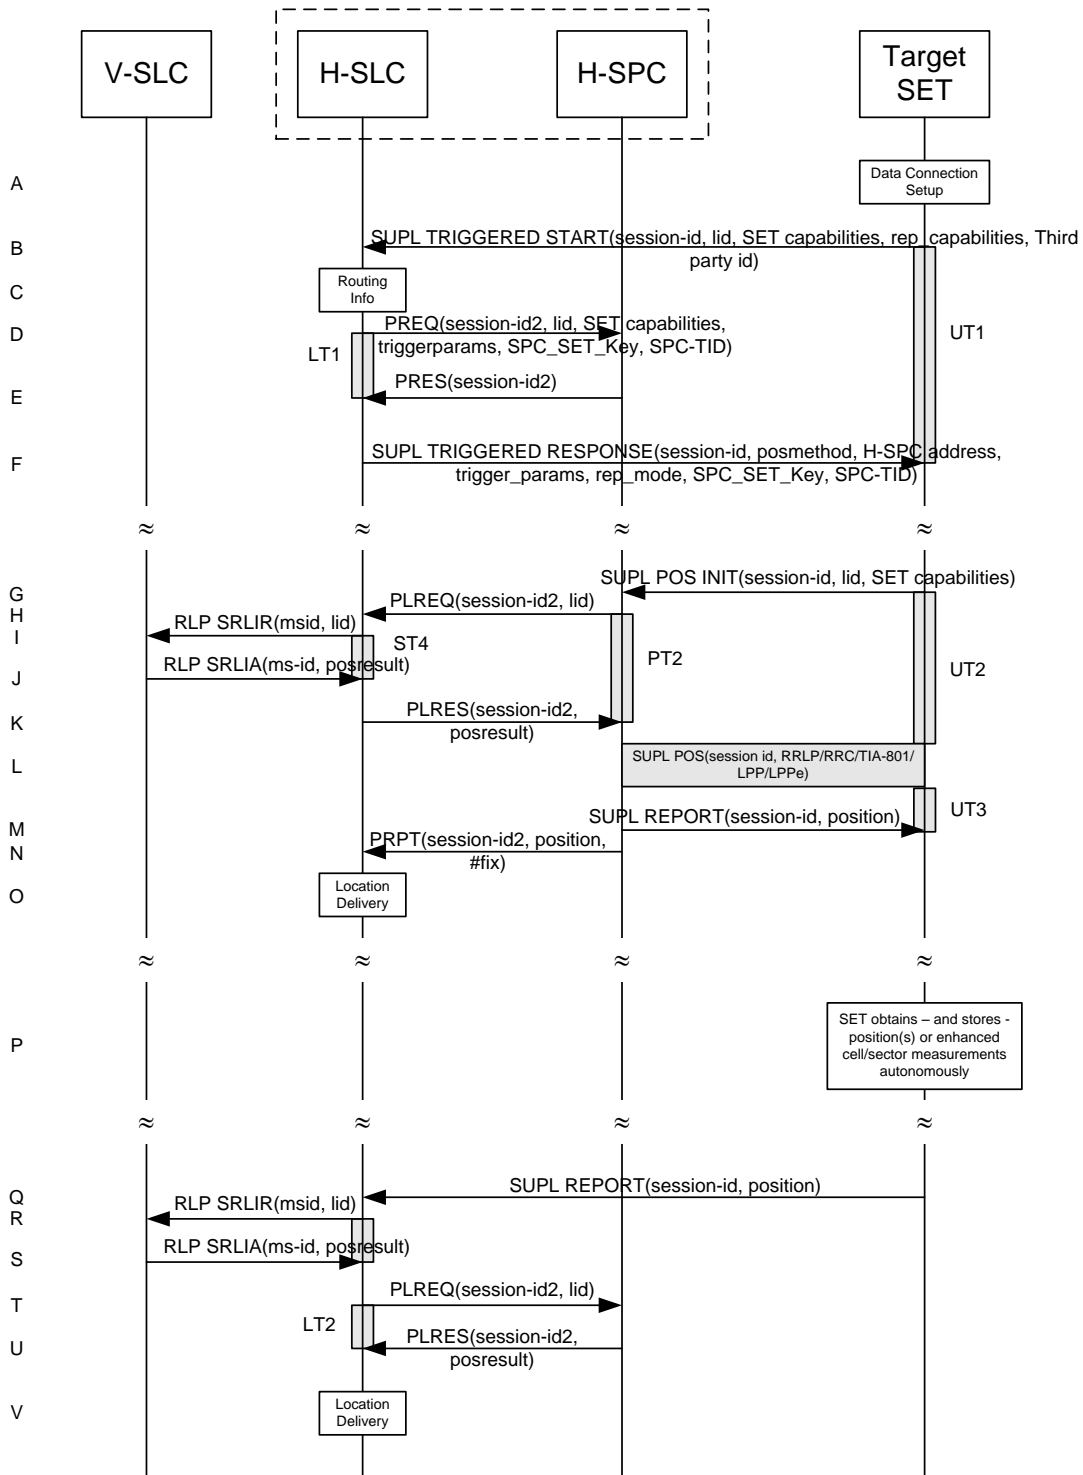 V-SLC
H-SLC
H-SPC
Target
SET
A
Data Connection
Setup
B
SUPL TRIGGERED START(session-id, lid, SET capabilities, rep_capabilities, Third
party id)
C
Routing
Info
D
PREQ(session-id2, lid, SET capabilities,
triggerparams, SPC_SET_Key, SPC-TID)
LT1
UT1
E
PRES(session-id2)
F
SUPL TRIGGERED RESPONSE(session-id, posmethod, H-SPC address,
trigger_params, rep_mode, SPC_SET_Key, SPC-TID)
≈ ≈ ≈ ≈
G
SUPL POS INIT(session-id, lid, SET capabilities)
H
PLREQ(session-id2, lid)
I
RLP SRLIR(msid, lid)
ST4
PT2
UT2
J
RLP SRLIA(ms-id, posresult)
K
PLRES(session-id2,
posresult)
L
SUPL POS(session id, RRLP/RRC/TIA-801/
LPP/LPPe)
M
SUPL REPORT(session-id, position)
UT3
N
PRPT(session-id2, position,
#fix)
O
Location
Delivery
≈ ≈ ≈ ≈
P
SET obtains – and stores -
position(s) or enhanced
cell/sector measurements
autonomously
≈ ≈ ≈ ≈
Q
SUPL REPORT(session-id, position)
R
RLP SRLIR(msid, lid)
S
RLP SRLIA(ms-id, posresult)
T
PLREQ(session-id2, lid)
LT2
U
PLRES(session-id2,
posresult)
V
Location
Delivery